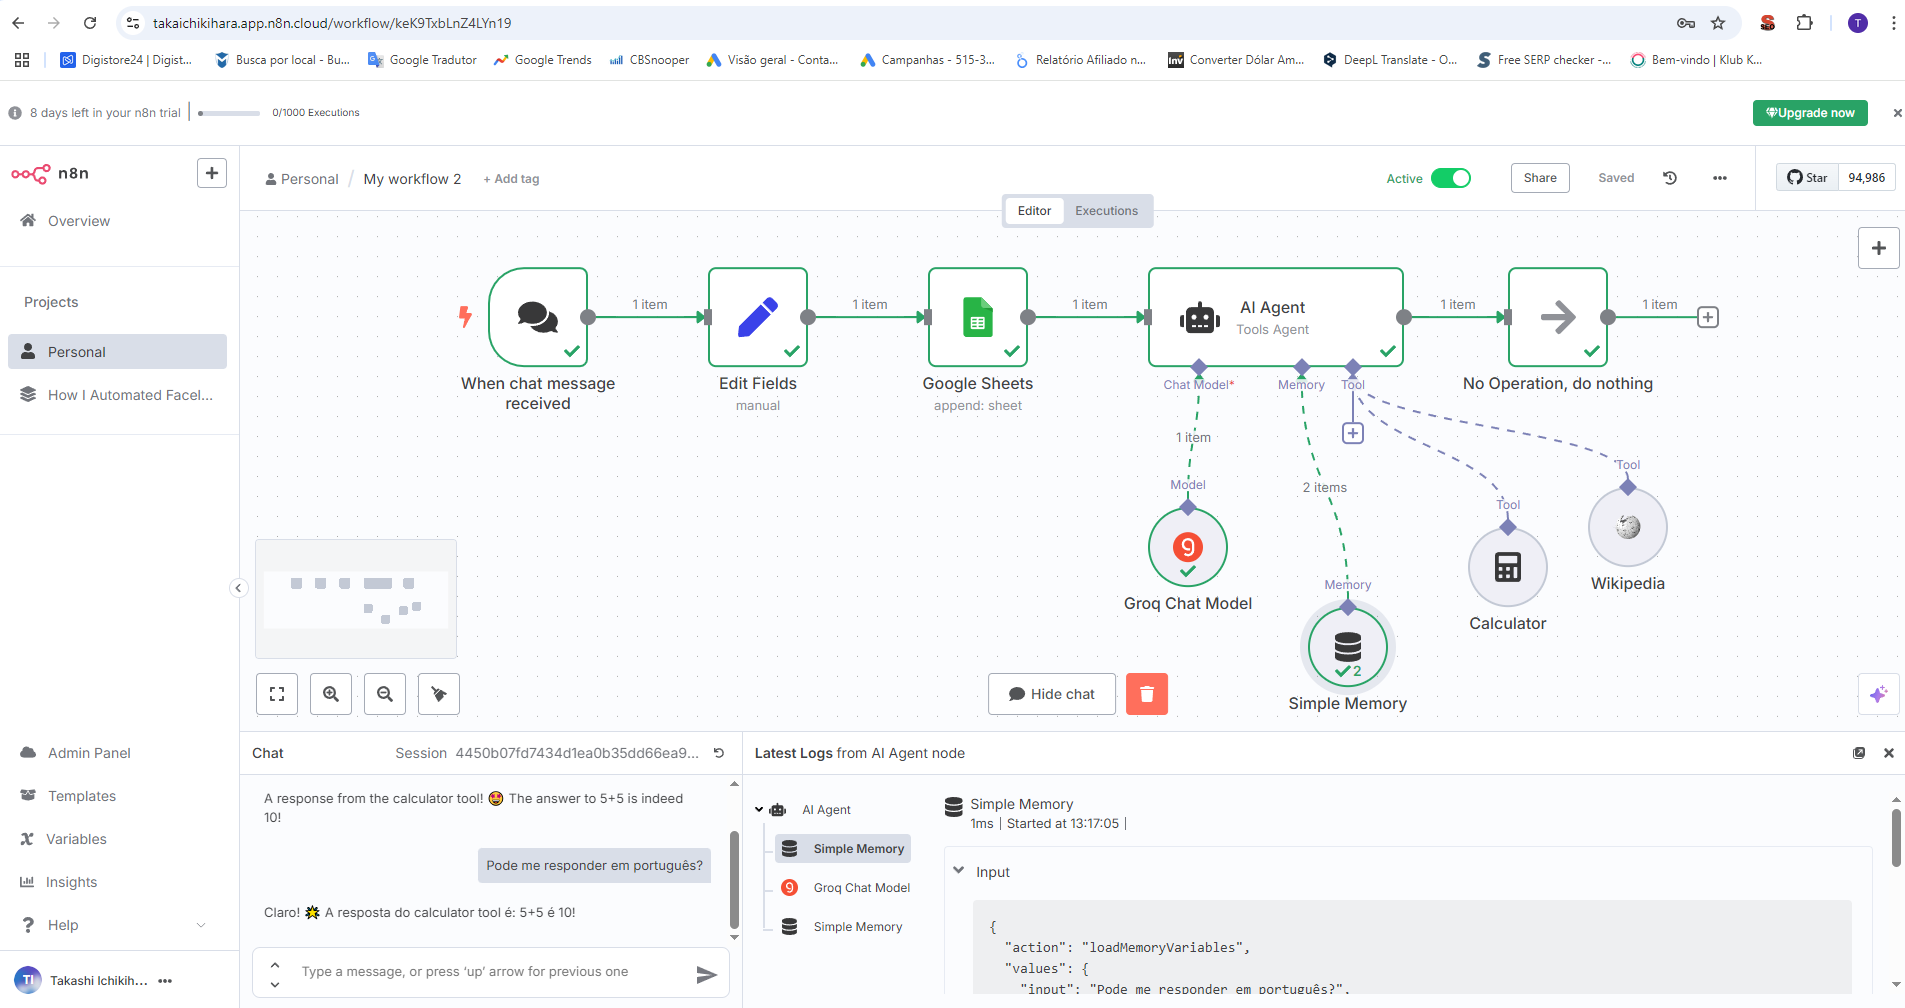 takaichikihara.app.n8n.cloud/workflow/keK9TxbLnZ4LYn19
T
Digistore24 | Digist...
Busca por local - Bu...
Google Tradutor
Google Trends
CBSnooper
Visão geral - Conta...
Campanhas - 515-3...
Relatório Afiliado n...
Converter Dólar Am...
DeepL Translate - O...
Free SERP checker -...
Bem-vindo | Klub K...
8 days left in your n8n trial
0/1000 Executions
Upgrade now
n8n
Personal / My workflow 2
+ Add tag
Active
Share
Saved
Star
94,986
Editor
Executions
Overview
Projects
Personal
How I Automated Facel...
1 item
1 item
1 item
AI Agent
Tools Agent
1 item
1 item
When chat message
received
Edit Fields
manual
Google Sheets
append: sheet
Chat Model*
Memory
Tool
No Operation, do nothing
1 item
Model
Groq Chat Model
2 items
Memory
2
Simple Memory
Tool
Calculator
Tool
Wikipedia
Hide chat
Admin Panel
Templates
Variables
Insights
Help
TI
Takashi Ichikih...
Chat
Session 4450b07fd7434d1ea0b35dd66ea9...
A response from the calculator tool! 🤩 The answer to 5+5 is indeed
10!
Pode me responder em português?
Claro! 🌟 A resposta do calculator tool é: 5+5 é 10!
Type a message, or press ‘up’ arrow for previous one
Latest Logs from AI Agent node
AI Agent
Simple Memory
Groq Chat Model
Simple Memory
Simple Memory
1ms | Started at 13:17:05 |
Input
{
"action": "loadMemoryVariables",
"values": {
"input": "Pode me responder em português?",